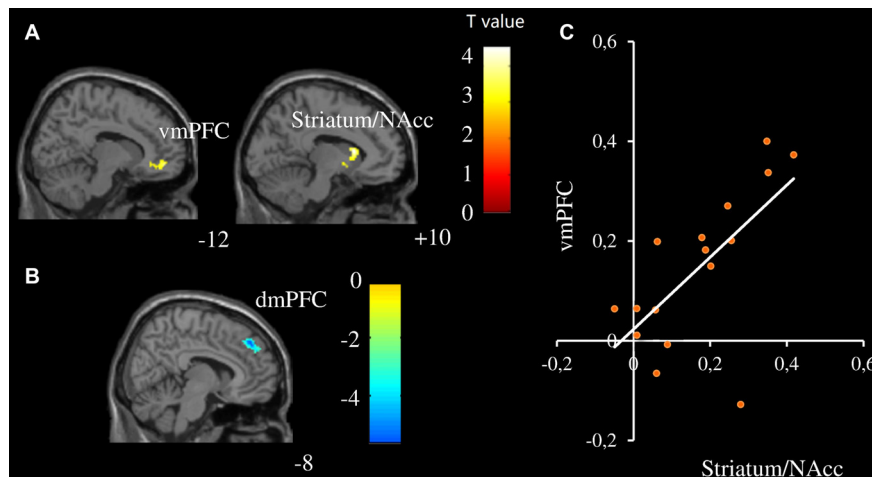 A
T value
vmPFC
Striatum/NAcc
4
3
2
1
0
-12
+10
B
dmPFC
0
-2
-4
-8
C
0,6
0,4
0,2
0
-0,2
-0,2
0
0,2
0,4
0,6
vmPFC
Striatum/NAcc